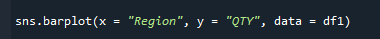 sns.barplot(x = "Region", y = "QTY", data = df1)